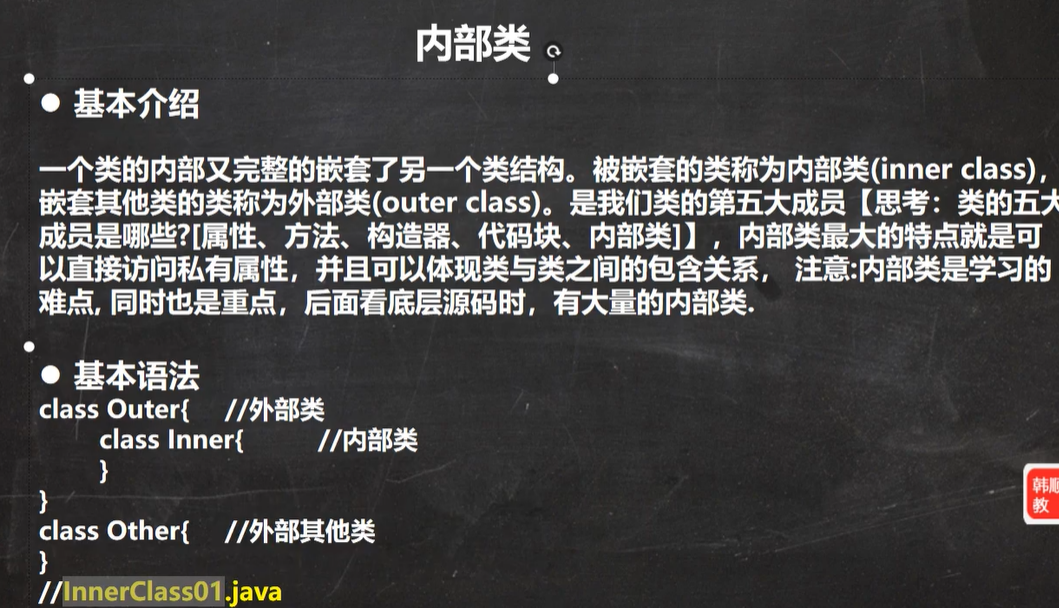 内部类
● 基本介绍
一个类的内部又完整的嵌套了另一个类结构。被嵌套的类称为内部类(inner class)，
嵌套其他类的类称为外部类(outer class)。是我们类的第五大成员【思考：类的五大
成员是哪些?[属性、方法、构造器、代码块、内部类]】，内部类最大的特点就是可
以直接访问私有属性，并且可以体现类与类之间的包含关系， 注意:内部类是学习的
难点, 同时也是重点，后面看底层源码时，有大量的内部类.
● 基本语法
class Outer{ //外部类
class Inner{ //内部类
}
}
class Other{ //外部其他类
}
//InnerClass01.java
韩顺
教